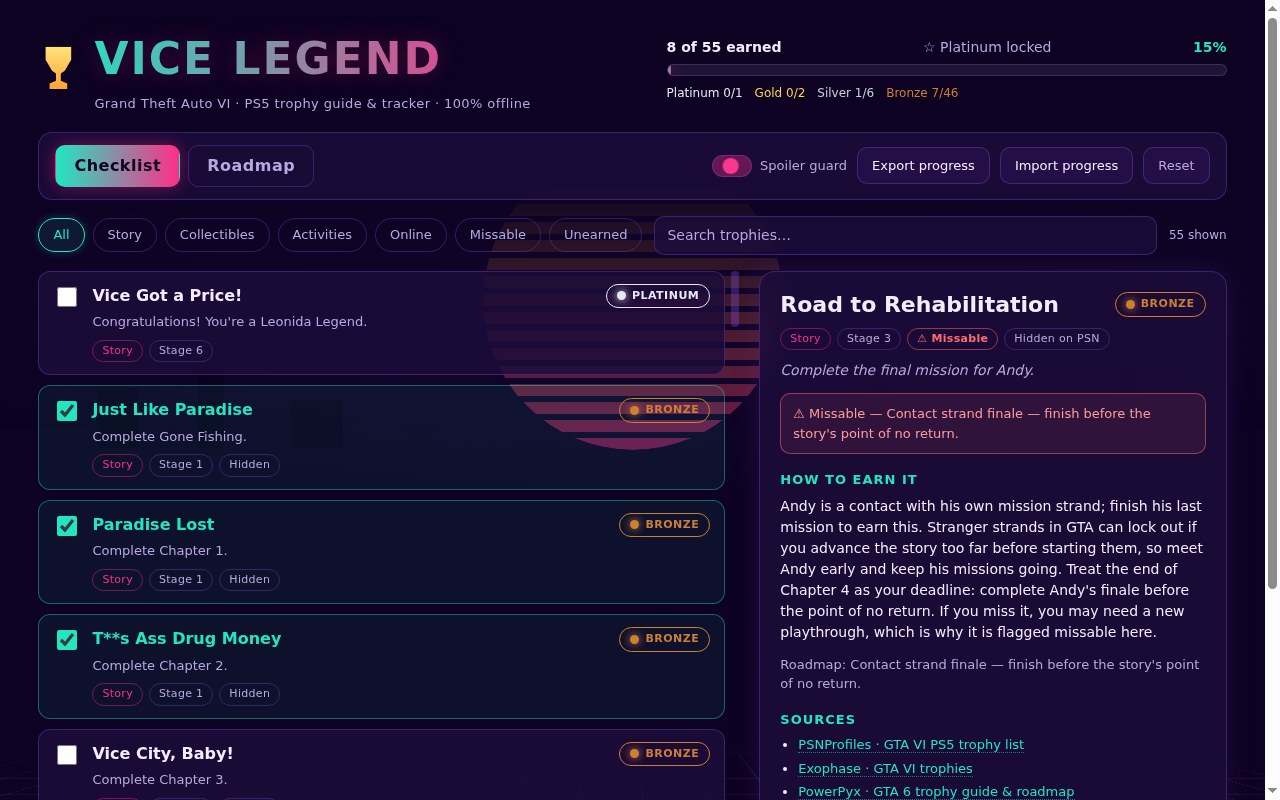 VICE LEGEND
Grand Theft Auto VI · PS5 trophy guide & tracker · 100% offline
8 of 55 earned
☆ Platinum locked
15%
Platinum 0/1 Gold 0/2 Silver 1/6 Bronze 7/46
Checklist
Roadmap
Spoiler guard
Export progress
Import progress
Reset
All
Story
Collectibles
Activities
Online
Missable
Unearned
Search trophies…
55 shown
Vice Got a Price!
PLATINUM
Congratulations! You're a Leonida Legend.
Story
Stage 6
Just Like Paradise
BRONZE
Complete Gone Fishing.
Story
Stage 1
Hidden
Paradise Lost
BRONZE
Complete Chapter 1.
Story
Stage 1
Hidden
T**s Ass Drug Money
BRONZE
Complete Chapter 2.
Story
Stage 1
Hidden
Vice City, Baby!
BRONZE
Complete Chapter 3.
Road to Rehabilitation
BRONZE
Story
Stage 3
⚠ Missable
Hidden on PSN
Complete the final mission for Andy.
⚠ Missable — Contact strand finale — finish before the
story's point of no return.
HOW TO EARN IT
Andy is a contact with his own mission strand; finish his last
mission to earn this. Stranger strands in GTA can lock out if
you advance the story too far before starting them, so meet
Andy early and keep his missions going. Treat the end of
Chapter 4 as your deadline: complete Andy's finale before
the point of no return. If you miss it, you may need a new
playthrough, which is why it is flagged missable here.
Roadmap: Contact strand finale — finish before the story's point
of no return.
SOURCES
• PSNProfiles · GTA VI PS5 trophy list
• Exophase · GTA VI trophies
• PowerPyx · GTA 6 trophy guide & roadmap